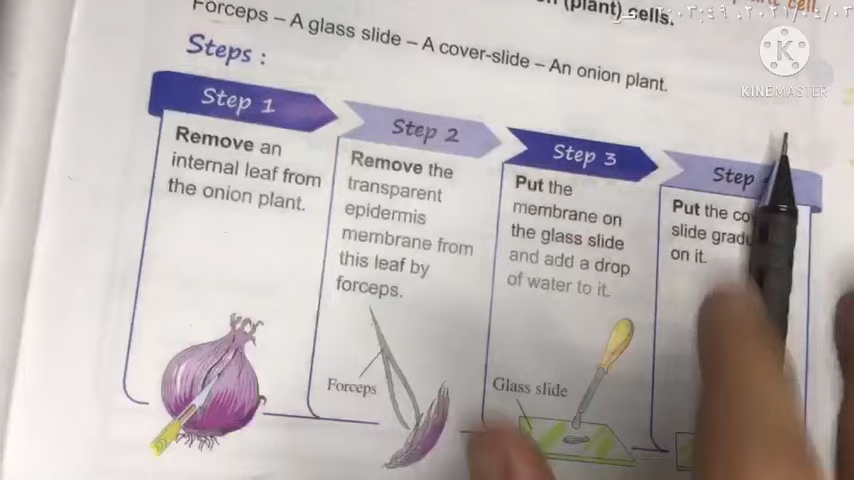 (plant) cells.
cell.
Forceps – A glass slide – A cover-slide – An onion plant.
KINEMASTER
Steps :
Step 1
Remove an
internal leaf from
the onion plant.
Step 2
Remove the
transparent
epidermis
membrane from
this leaf by
forceps.
Forceps
Step 3
Put the
membrane on
the glass slide
and add a drop
of water to it.
Glass slide
Step
Put the
slide
on it.